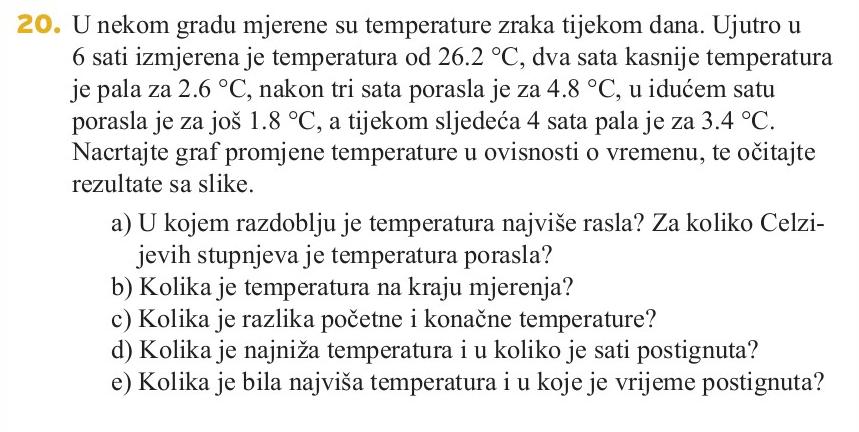 20. U nekom gradu mjerene su temperature zraka tijekom dana. Ujutro u
6 sati izmjerena je temperatura od 26.2 °C, dva sata kasnije temperatura
je pala za 2.6 °C, nakon tri sata porasla je za 4.8 °C, u idućem satu
porasla je za još 1.8 °C, a tijekom sljedeća 4 sata pala je za 3.4 °C.
Nacrtajte graf promjene temperature u ovisnosti o vremenu, te očitajte
rezultate sa slike.
a) U kojem razdoblju je temperatura najviše rasla? Za koliko Celzi-
jevih stupnjeva je temperatura porasla?
b) Kolika je temperatura na kraju mjerenja?
c) Kolika je razlika početne i konačne temperature?
d) Kolika je najniža temperatura i u koliko je sati postignuta?
e) Kolika je bila najviša temperatura i u koje je vrijeme postignuta?